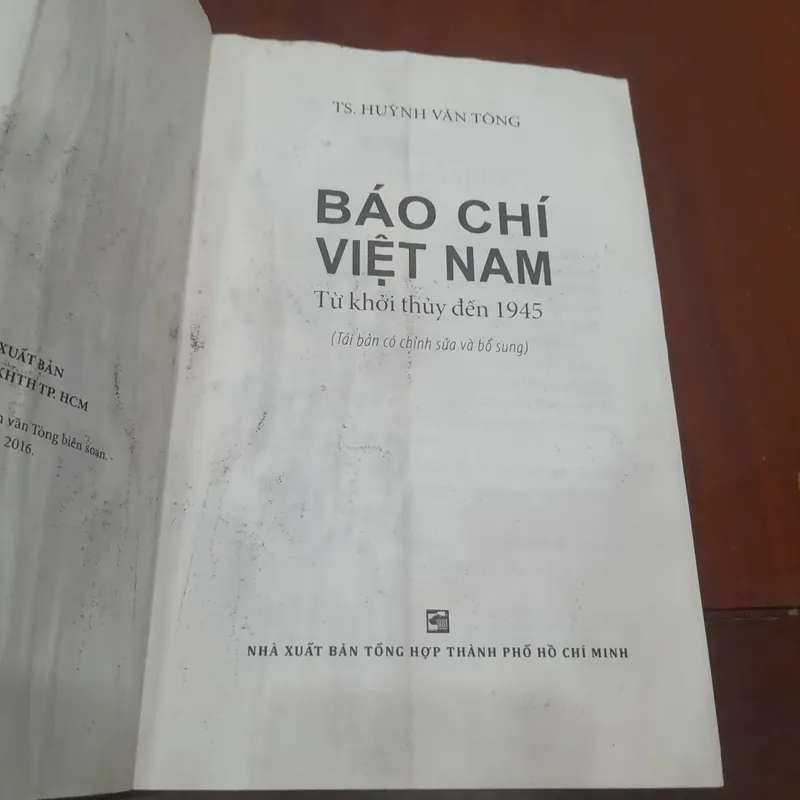 XUẤT BẢN
KHTH TP. HCM
văn Tòng biên soạn. -
2016.
TS. HUỲNH VĂN TÒNG
BÁO CHÍ
VIỆT NAM
Từ khởi thủy đến 1945
(Tái bản có chỉnh sửa và bổ sung)
NHÀ XUẤT BẢN TỔNG HỢP THÀNH PHỐ HỒ CHÍ MINH